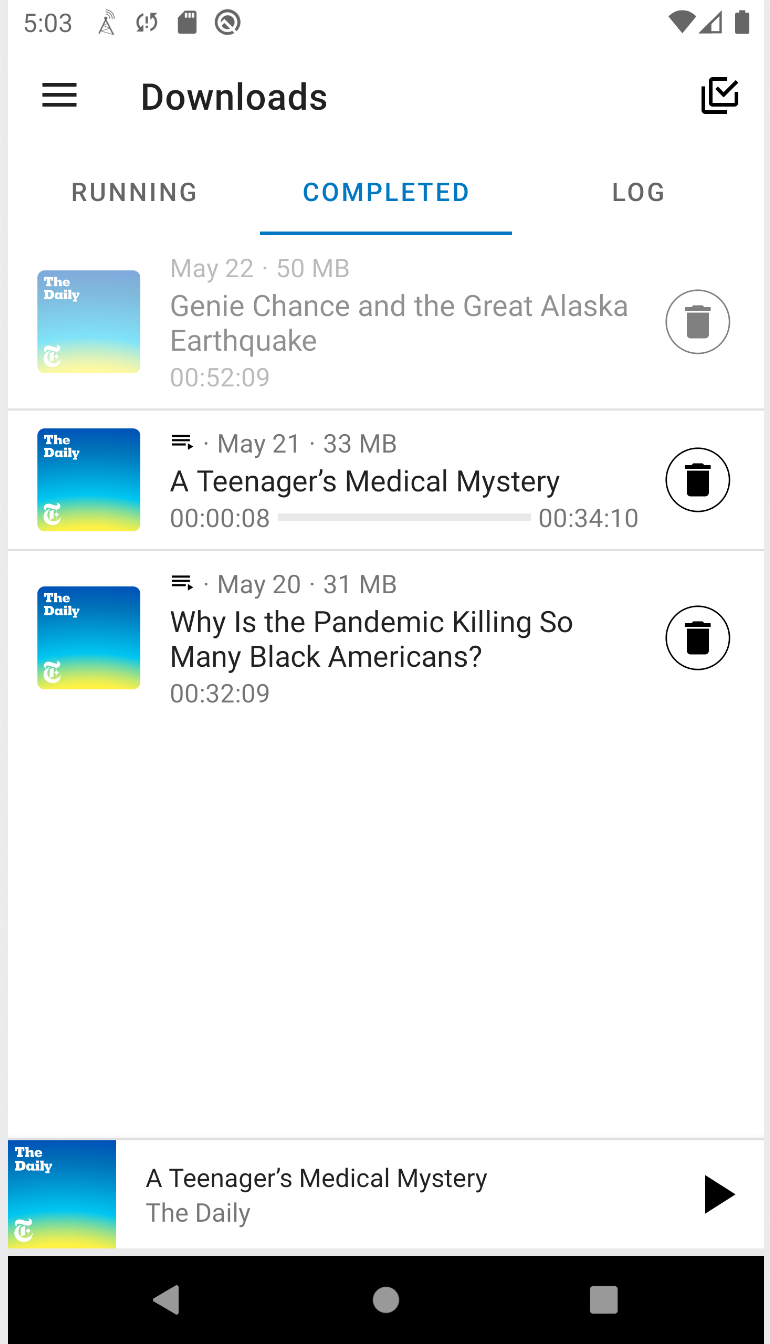 5:03
Downloads
RUNNING
COMPLETED
LOG
The
Daily
May 22 · 50 MB
Genie Chance and the Great Alaska
Earthquake
00:52:09
The
Daily
· May 21 · 33 MB
A Teenager’s Medical Mystery
00:00:08
00:34:10
The
Daily
· May 20 · 31 MB
Why Is the Pandemic Killing So
Many Black Americans?
00:32:09
The
Daily
A Teenager’s Medical Mystery
The Daily